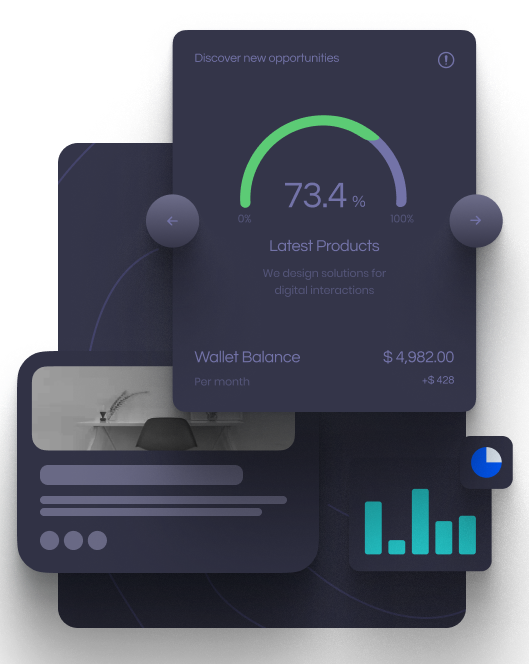 Discover new opportunities
73.4 %
0%
100%
Latest Products
We design solutions for
digital interactions
Wallet Balance
$ 4,982.00
Per month
+$ 428